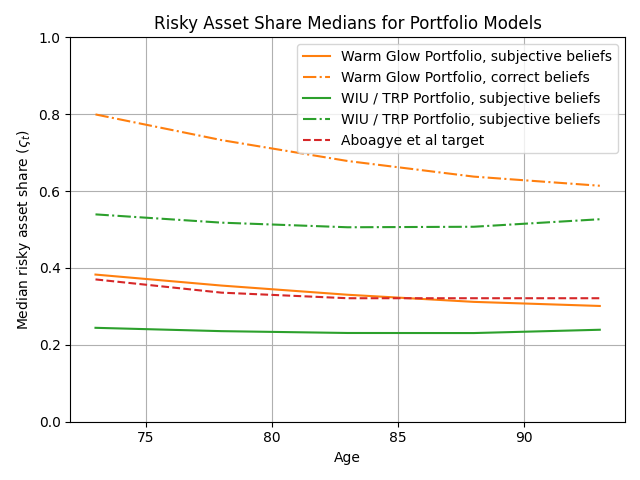 Risky Asset Share Medians for Portfolio Models
1.0
0.8
0.6
0.4
0.2
0.0
Median risky asset share (ςt)
Warm Glow Portfolio, subjective beliefs
Warm Glow Portfolio, correct beliefs
WIU / TRP Portfolio, subjective beliefs
WIU / TRP Portfolio, subjective beliefs
Aboagye et al target
75 80 85 90
Age